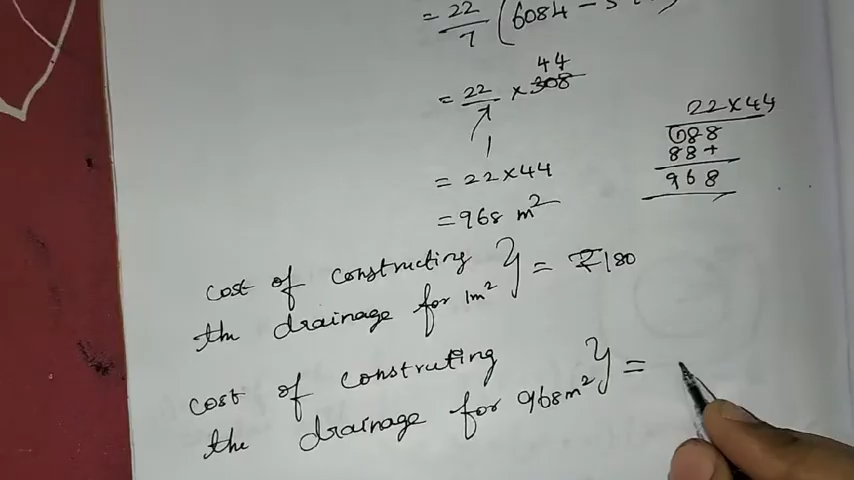 = 22/7 (6084 -
= 22/7 × 308 44
1
= 22×44
= 968 m²
22×44
88
88+
968
cost of constructing
the drainage for 1m² } = ₹180
cost of constructing
the drainage for 968m² } =